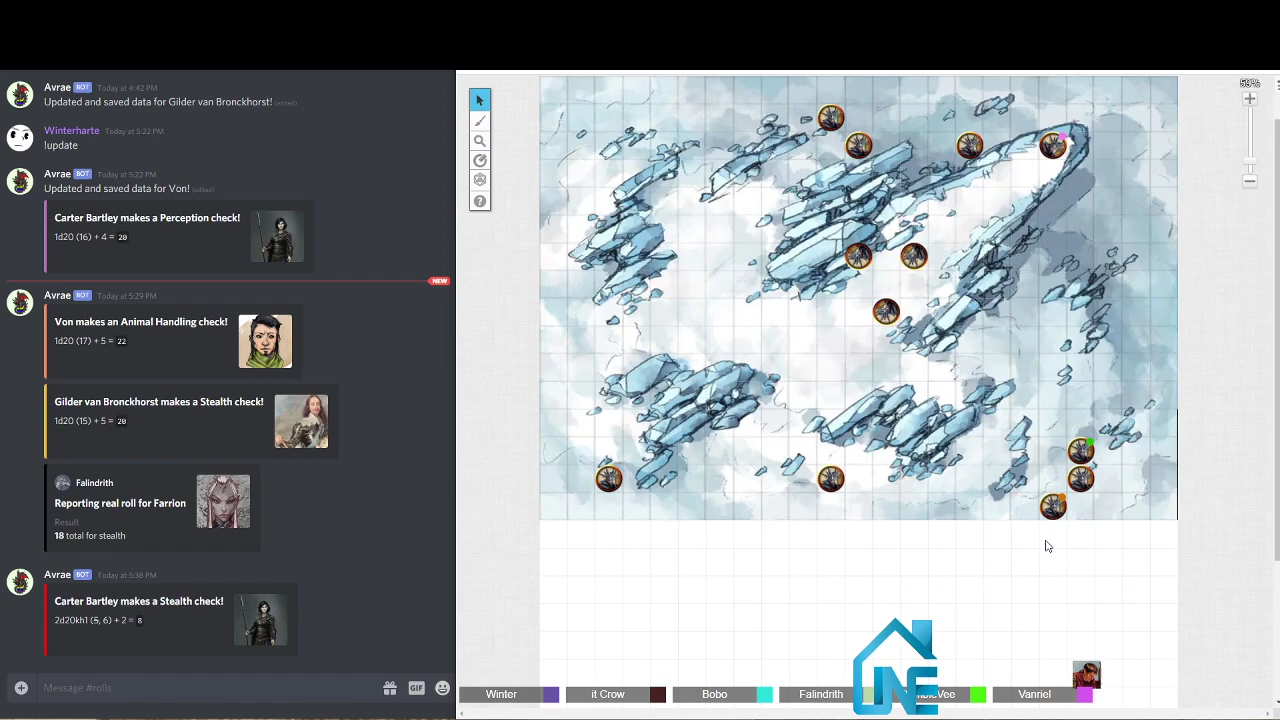 Avrae BOT Today at 4:42 PM
Updated and saved data for Gilder van Bronckhorst! (edited)
Winterharte Today at 5:22 PM
!update
Avrae BOT Today at 5:22 PM
Updated and saved data for Von! (edited)
Carter Bartley makes a Perception check!
1d20 (16) + 4 = 20
NEW
Avrae BOT Today at 5:29 PM
Von makes an Animal Handling check!
1d20 (17) + 5 = 22
Gilder van Bronckhorst makes a Stealth check!
1d20 (15) + 5 = 20
Falindrith
Reporting real roll for Farrion
Result
18 total for stealth
Avrae BOT Today at 5:38 PM
Carter Bartley makes a Stealth check!
2d20kh1 (5, 6) + 2 = 8
Message #rolls
GIF
?
Winter
it Crow
Bobo
Falindrith
Vanriel
JNE